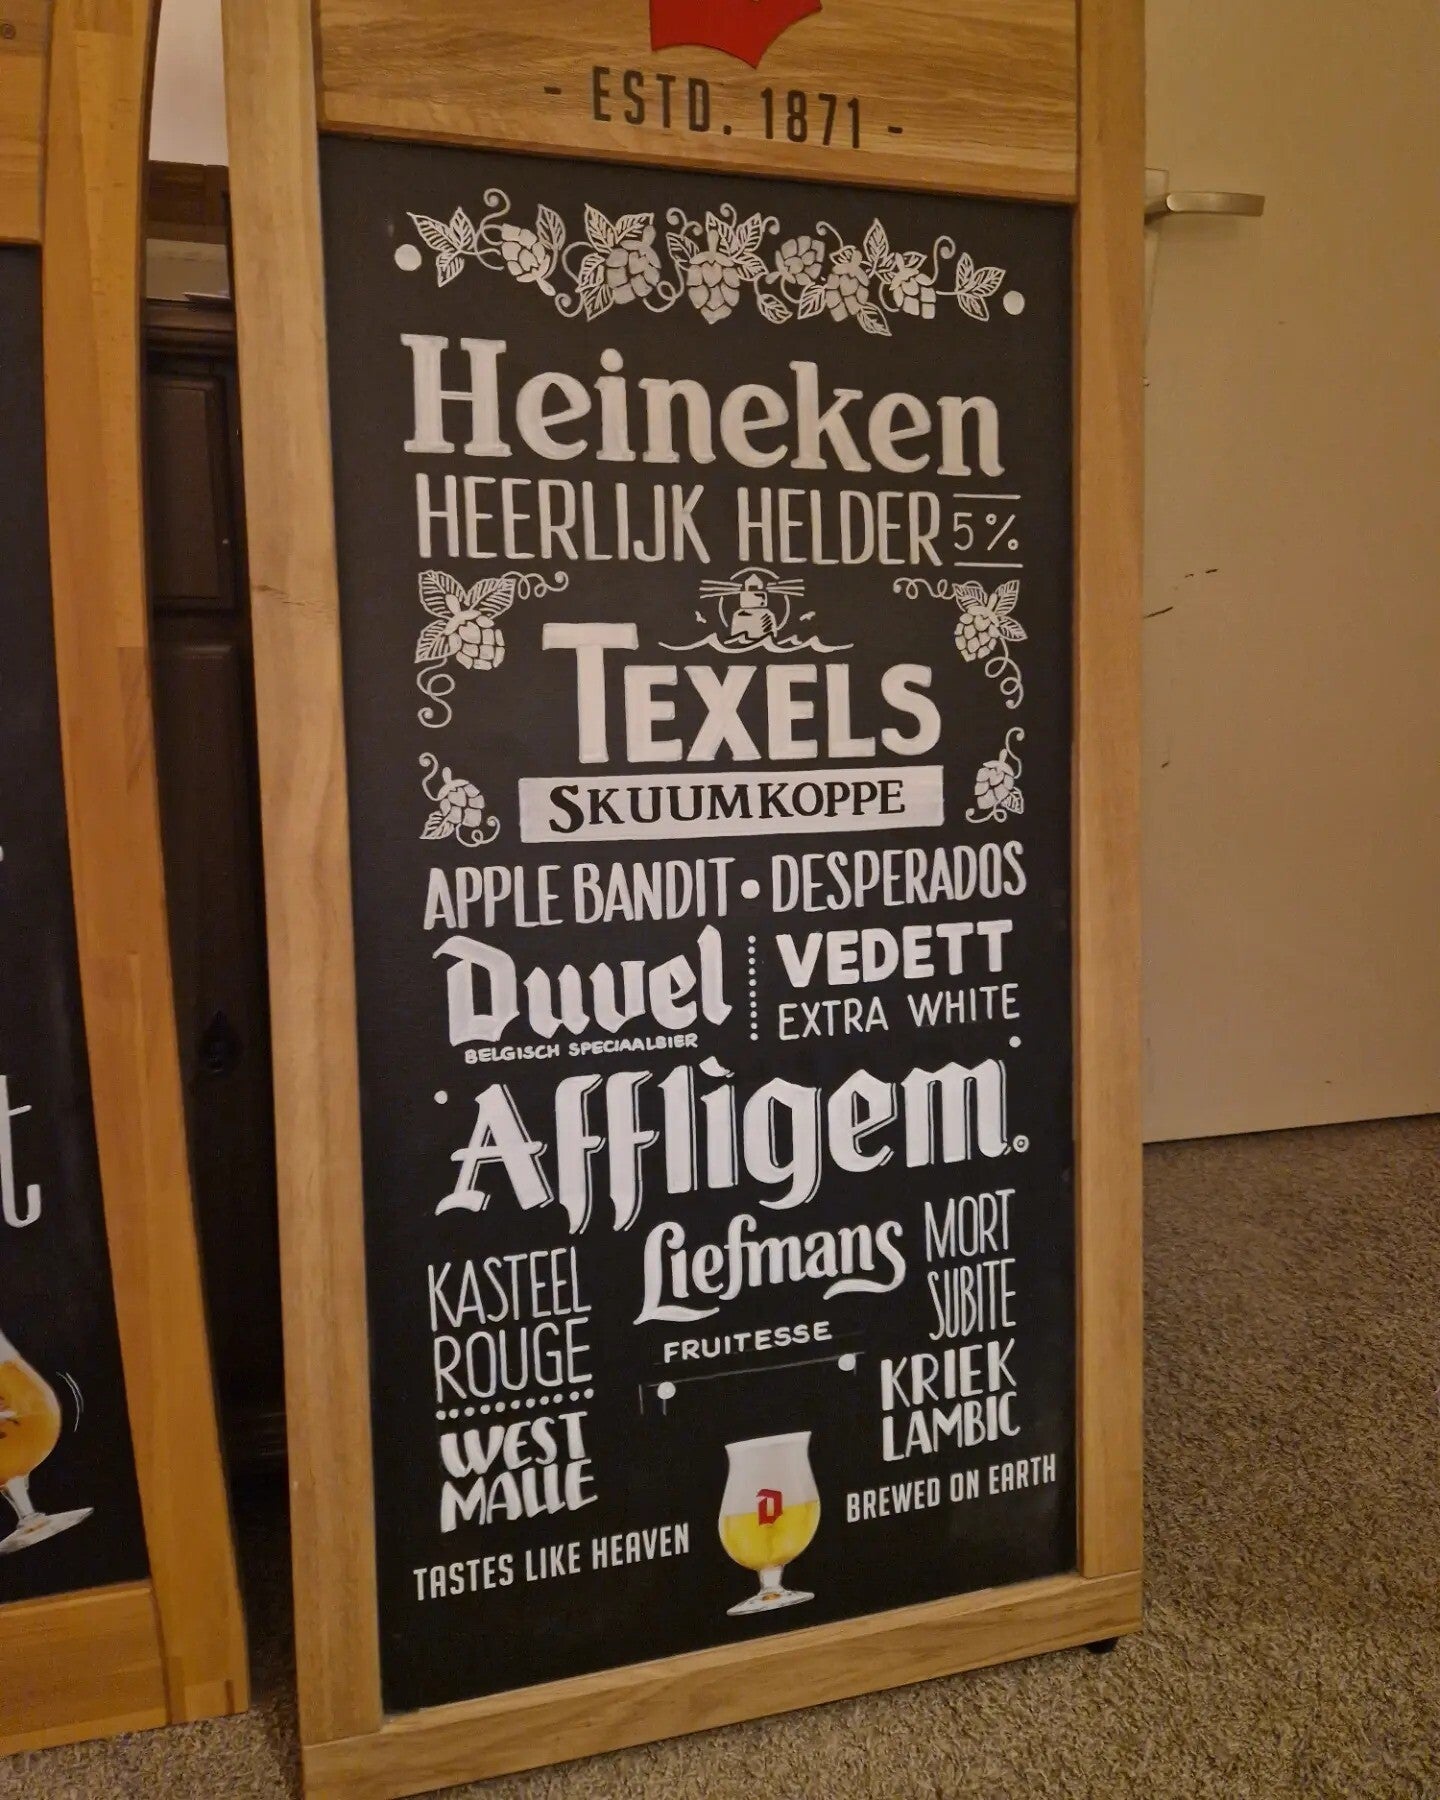 - ESTD. 1871 -
Heineken
HEERLIJK HELDER 5%
TEXELS
SKUUMKOPPE
APPLE BANDIT • DESPERADOS
Duvel
BELGISCH SPECIAALBIER
VEDETT
EXTRA WHITE
Affligem
KASTEEL
ROUGE
WEST
MALLE
Liefmans
FRUITESSE
MORT
SUBITE
KRIEK
LAMBIC
TASTES LIKE HEAVEN
D
BREWED ON EARTH
t